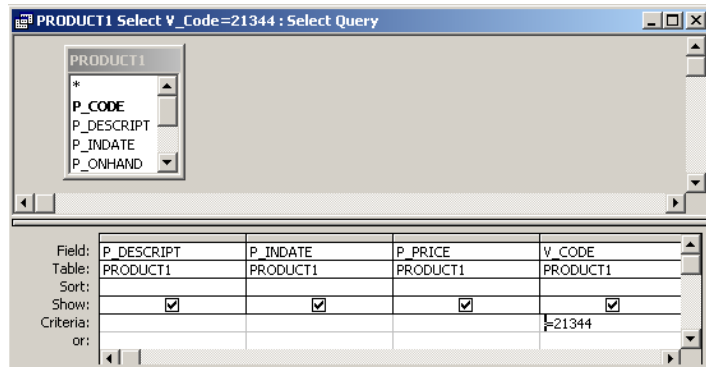 PRODUCT1 Select V_Code=21344 : Select Query
PRODUCT1
*
P_CODE
P_DESCRIPT
P_INDATE
P_ONHAND
Field: P_DESCRIPT P_INDATE P_PRICE V_CODE
Table: PRODUCT1 PRODUCT1 PRODUCT1 PRODUCT1
Sort:
Show:
Criteria: =21344
or: